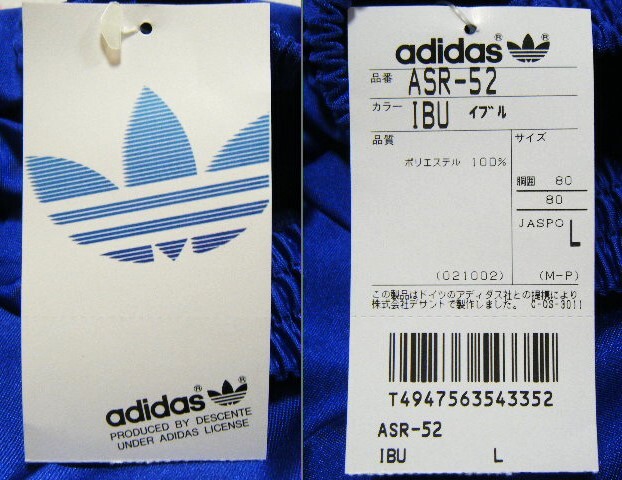 adidas®
PRODUCED BY DESCENTE
UNDER ADIDAS LICENSE
adidas ®
品番 ASR-52
カラー IBU イブル
品質 サイズ
ポリエステル 100%
胴囲 80
80
JASPO L
(G21002) (M-P)
この製品はドイツのアディダス社との提携により
株式会社デサントで製作しました。 C-03-3011
T4947563543352
ASR-52
IBU L